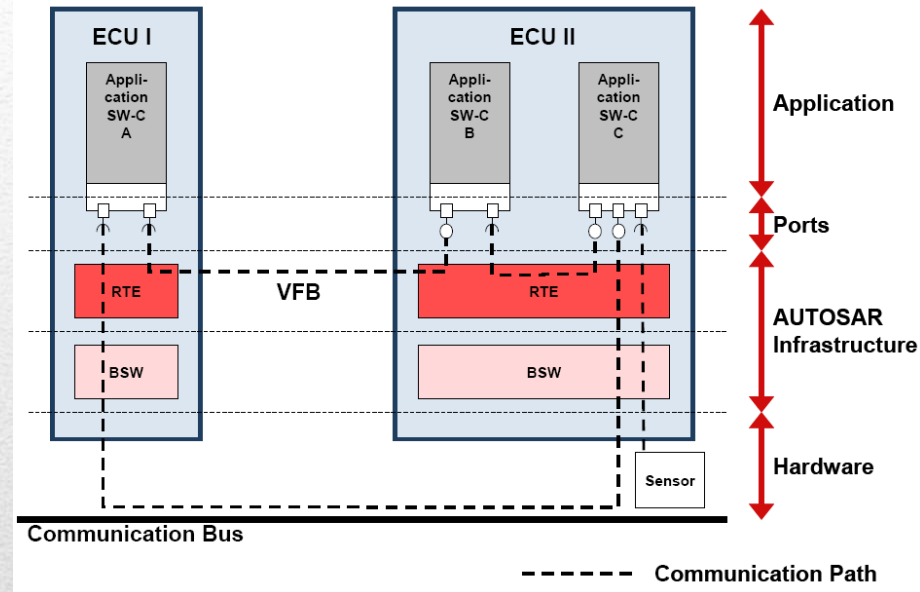 ECU I
ECU II
Appli-
cation
SW-C
A
Appli-
cation
SW-C
B
Appli-
cation
SW-C
C
Application
Ports
RTE
VFB
RTE
AUTOSAR
Infrastructure
BSW
BSW
Hardware
Sensor
Communication Bus
Communication Path